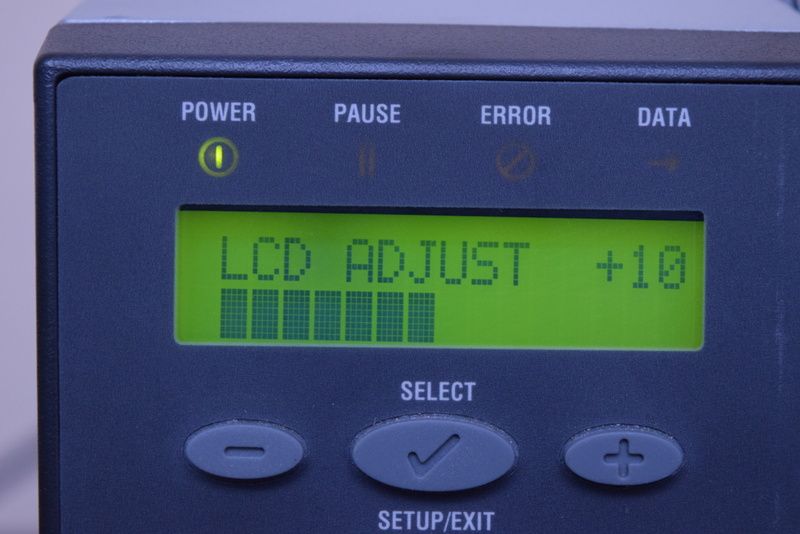 POWER PAUSE ERROR DATA
LCD ADJUST +10
SELECT
SETUP/EXIT